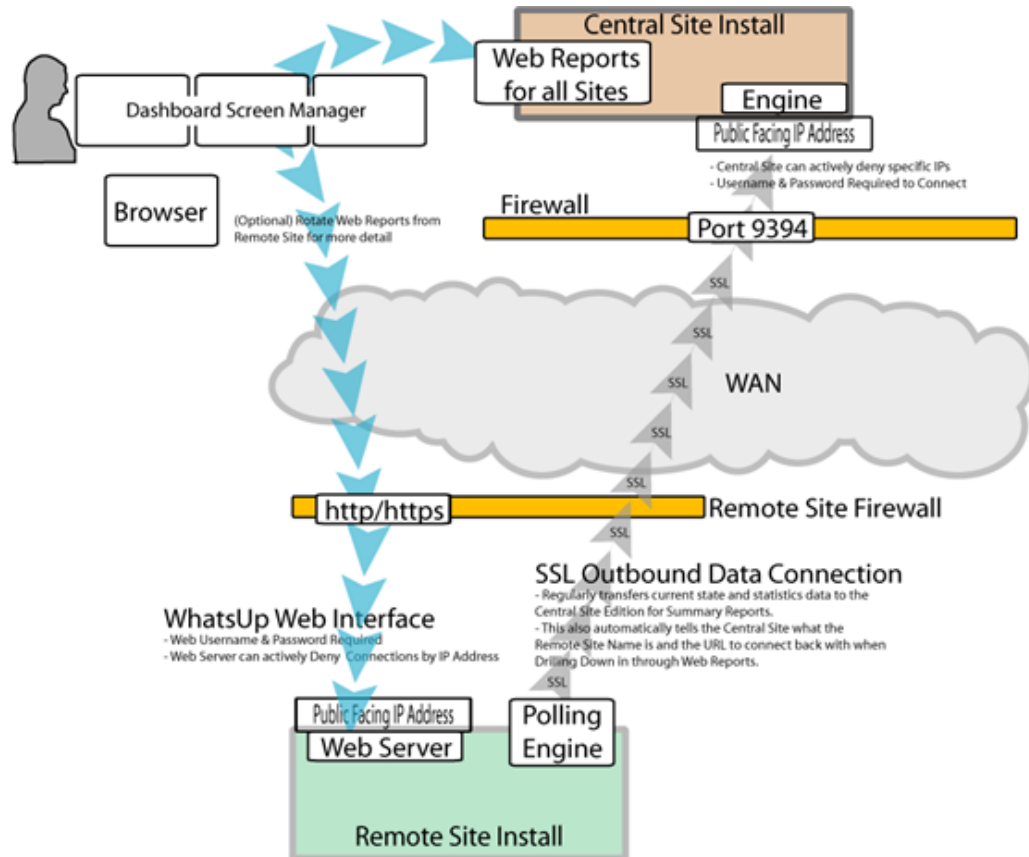 Central Site Install
Web Reports
for all Sites
Engine
Public Facing IP Address
- Central Site can actively deny specific IPs
- Username & Password Required to Connect
Dashboard Screen Manager
Browser
(Optional) Rotate Web Reports from
Remote Site for more detail
Firewall
Port 9394
SSL
SSL
SSL
SSL
SSL
SSL
SSL
WAN
http/https
Remote Site Firewall
SSL Outbound Data Connection
- Regularly transfers current state and statistics data to the
Central Site Edition for Summary Reports.
- This also automatically tells the Central Site what the
Remote Site Name is and the URL to connect back with when
Drilling Down in through Web Reports.
WhatsUp Web Interface
- Web Username & Password Required
- Web Server can actively Deny Connections by IP Address
Public Facing IP Address
Web Server
Polling
Engine
Remote Site Install